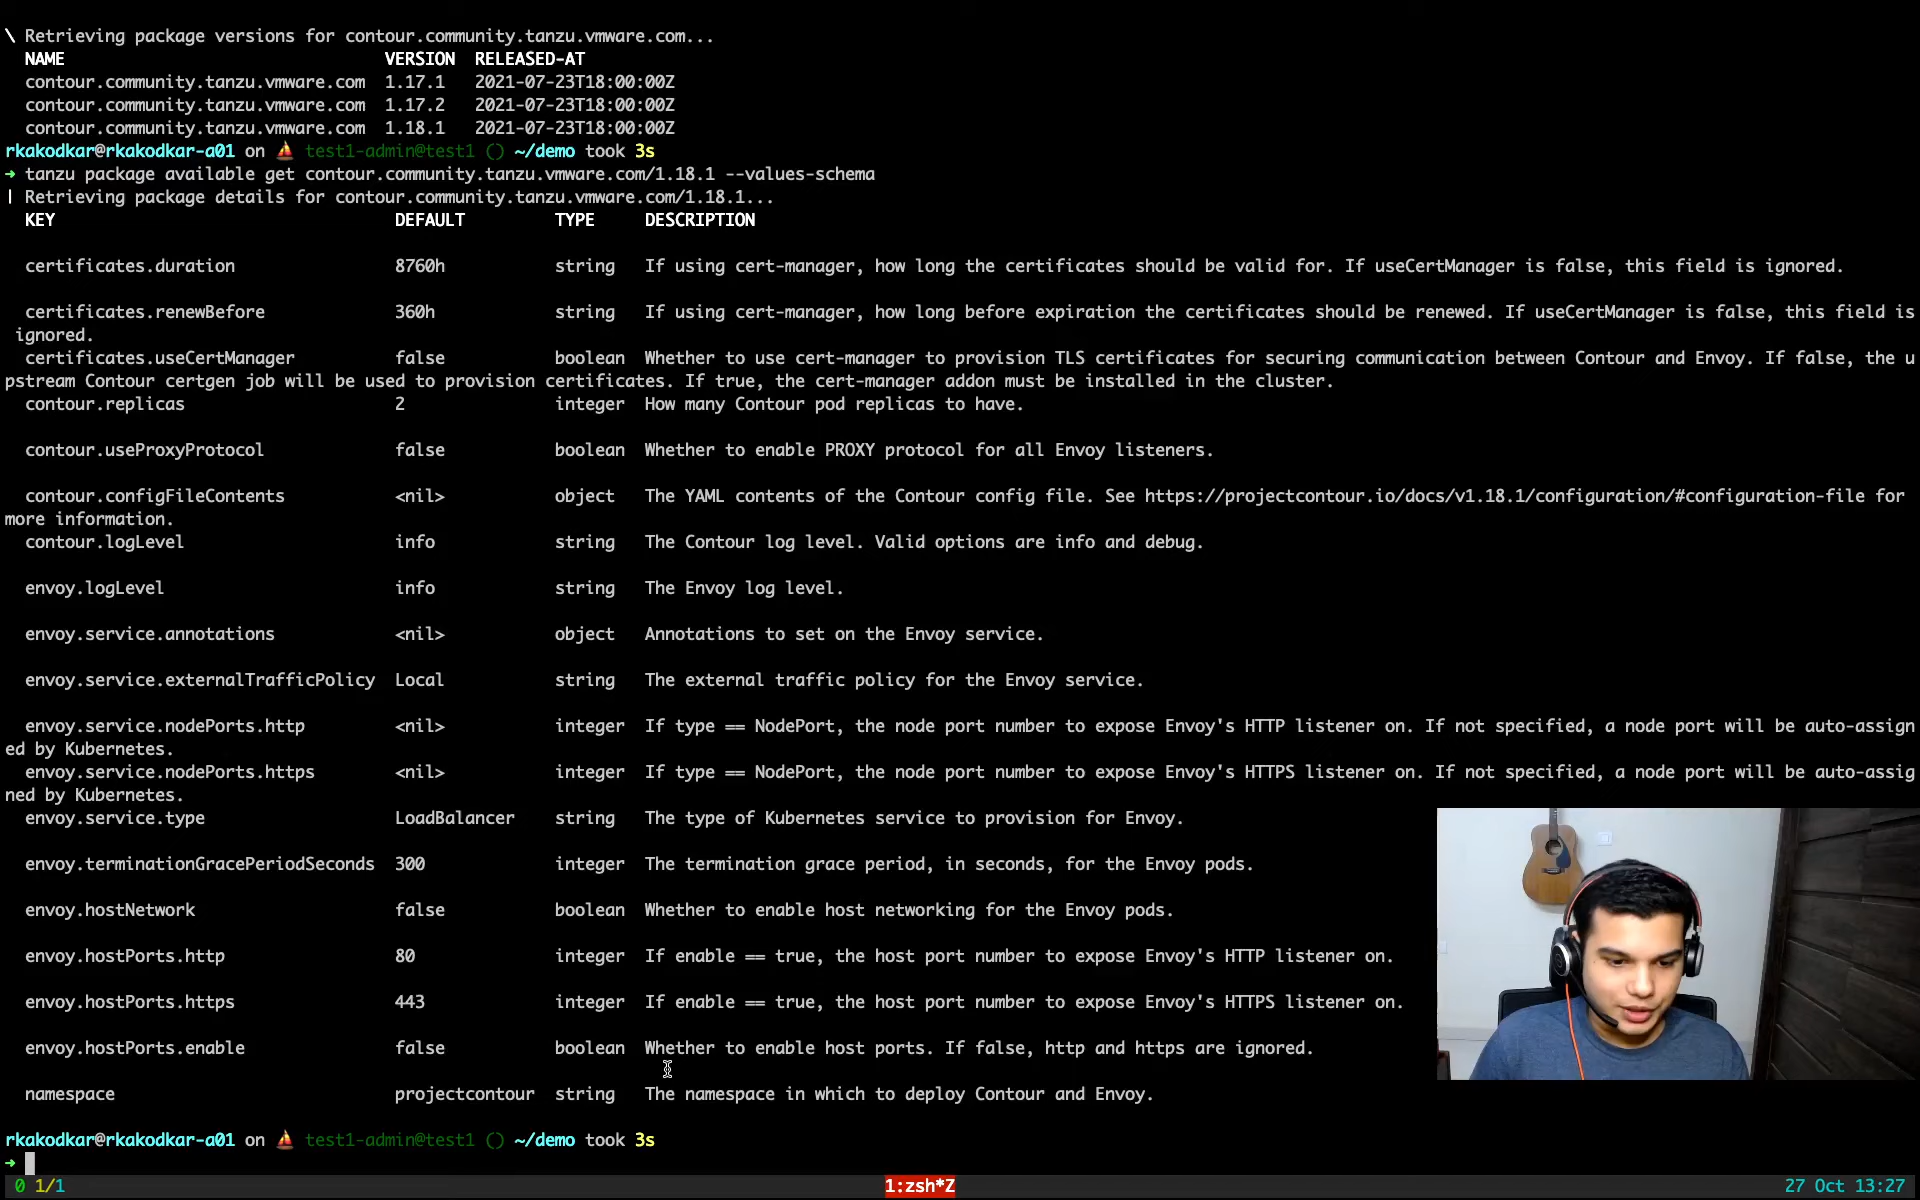 \ Retrieving package versions for contour.community.tanzu.vmware.com...
NAME VERSION RELEASED-AT
contour.community.tanzu.vmware.com 1.17.1 2021-07-23T18:00:00Z
contour.community.tanzu.vmware.com 1.17.2 2021-07-23T18:00:00Z
contour.community.tanzu.vmware.com 1.18.1 2021-07-23T18:00:00Z
rkakodkar@rkakodkar-a01 on ⛵ test1-admin@test1 () ~/demo took 3s
➜ tanzu package available get contour.community.tanzu.vmware.com/1.18.1 --values-schema
| Retrieving package details for contour.community.tanzu.vmware.com/1.18.1...
KEY DEFAULT TYPE DESCRIPTION
certificates.duration 8760h string If using cert-manager, how long the certificates should be valid for. If useCertManager is false, this field is ignored.
certificates.renewBefore 360h string If using cert-manager, how long before expiration the certificates should be renewed. If useCertManager is false, this field is
ignored.
certificates.useCertManager false boolean Whether to use cert-manager to provision TLS certificates for securing communication between Contour and Envoy. If false, the u
pstream Contour certgen job will be used to provision certificates. If true, the cert-manager addon must be installed in the cluster.
contour.replicas 2 integer How many Contour pod replicas to have.
contour.useProxyProtocol false boolean Whether to enable PROXY protocol for all Envoy listeners.
contour.configFileContents <nil> object The YAML contents of the Contour config file. See https://projectcontour.io/docs/v1.18.1/configuration/#configuration-file for
more information.
contour.logLevel info string The Contour log level. Valid options are info and debug.
envoy.logLevel info string The Envoy log level.
envoy.service.annotations <nil> object Annotations to set on the Envoy service.
envoy.service.externalTrafficPolicy Local string The external traffic policy for the Envoy service.
envoy.service.nodePorts.http <nil> integer If type == NodePort, the node port number to expose Envoy's HTTP listener on. If not specified, a node port will be auto-assign
ed by Kubernetes.
envoy.service.nodePorts.https <nil> integer If type == NodePort, the node port number to expose Envoy's HTTPS listener on. If not specified, a node port will be auto-assig
ned by Kubernetes.
envoy.service.type LoadBalancer string The type of Kubernetes service to provision for Envoy.
envoy.terminationGracePeriodSeconds 300 integer The termination grace period, in seconds, for the Envoy pods.
envoy.hostNetwork false boolean Whether to enable host networking for the Envoy pods.
envoy.hostPorts.http 80 integer If enable == true, the host port number to expose Envoy's HTTP listener on.
envoy.hostPorts.https 443 integer If enable == true, the host port number to expose Envoy's HTTPS listener on.
envoy.hostPorts.enable false boolean Whether to enable host ports. If false, http and https are ignored.
namespace projectcontour string The namespace in which to deploy Contour and Envoy.
rkakodkar@rkakodkar-a01 on ⛵ test1-admin@test1 () ~/demo took 3s
➜
0 1/1 1:zsh*Z 27 Oct 13:27